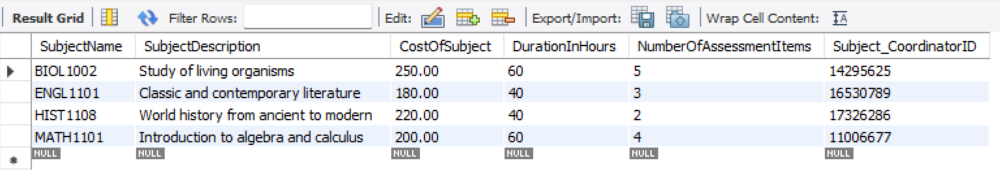 Result Grid Filter Rows: Edit: Export/Import: Wrap Cell Content: IA
SubjectName SubjectDescription CostOfSubject DurationInHours NumberOfAssessmentItems Subject_CoordinatorID
BIOL1002 Study of living organisms 250.00 60 5 14295625
ENGL1101 Classic and contemporary literature 180.00 40 3 16530789
HIST1108 World history from ancient to modern 220.00 40 2 17326286
MATH1101 Introduction to algebra and calculus 200.00 60 4 11006677
NULL NULL NULL NULL NULL NULL